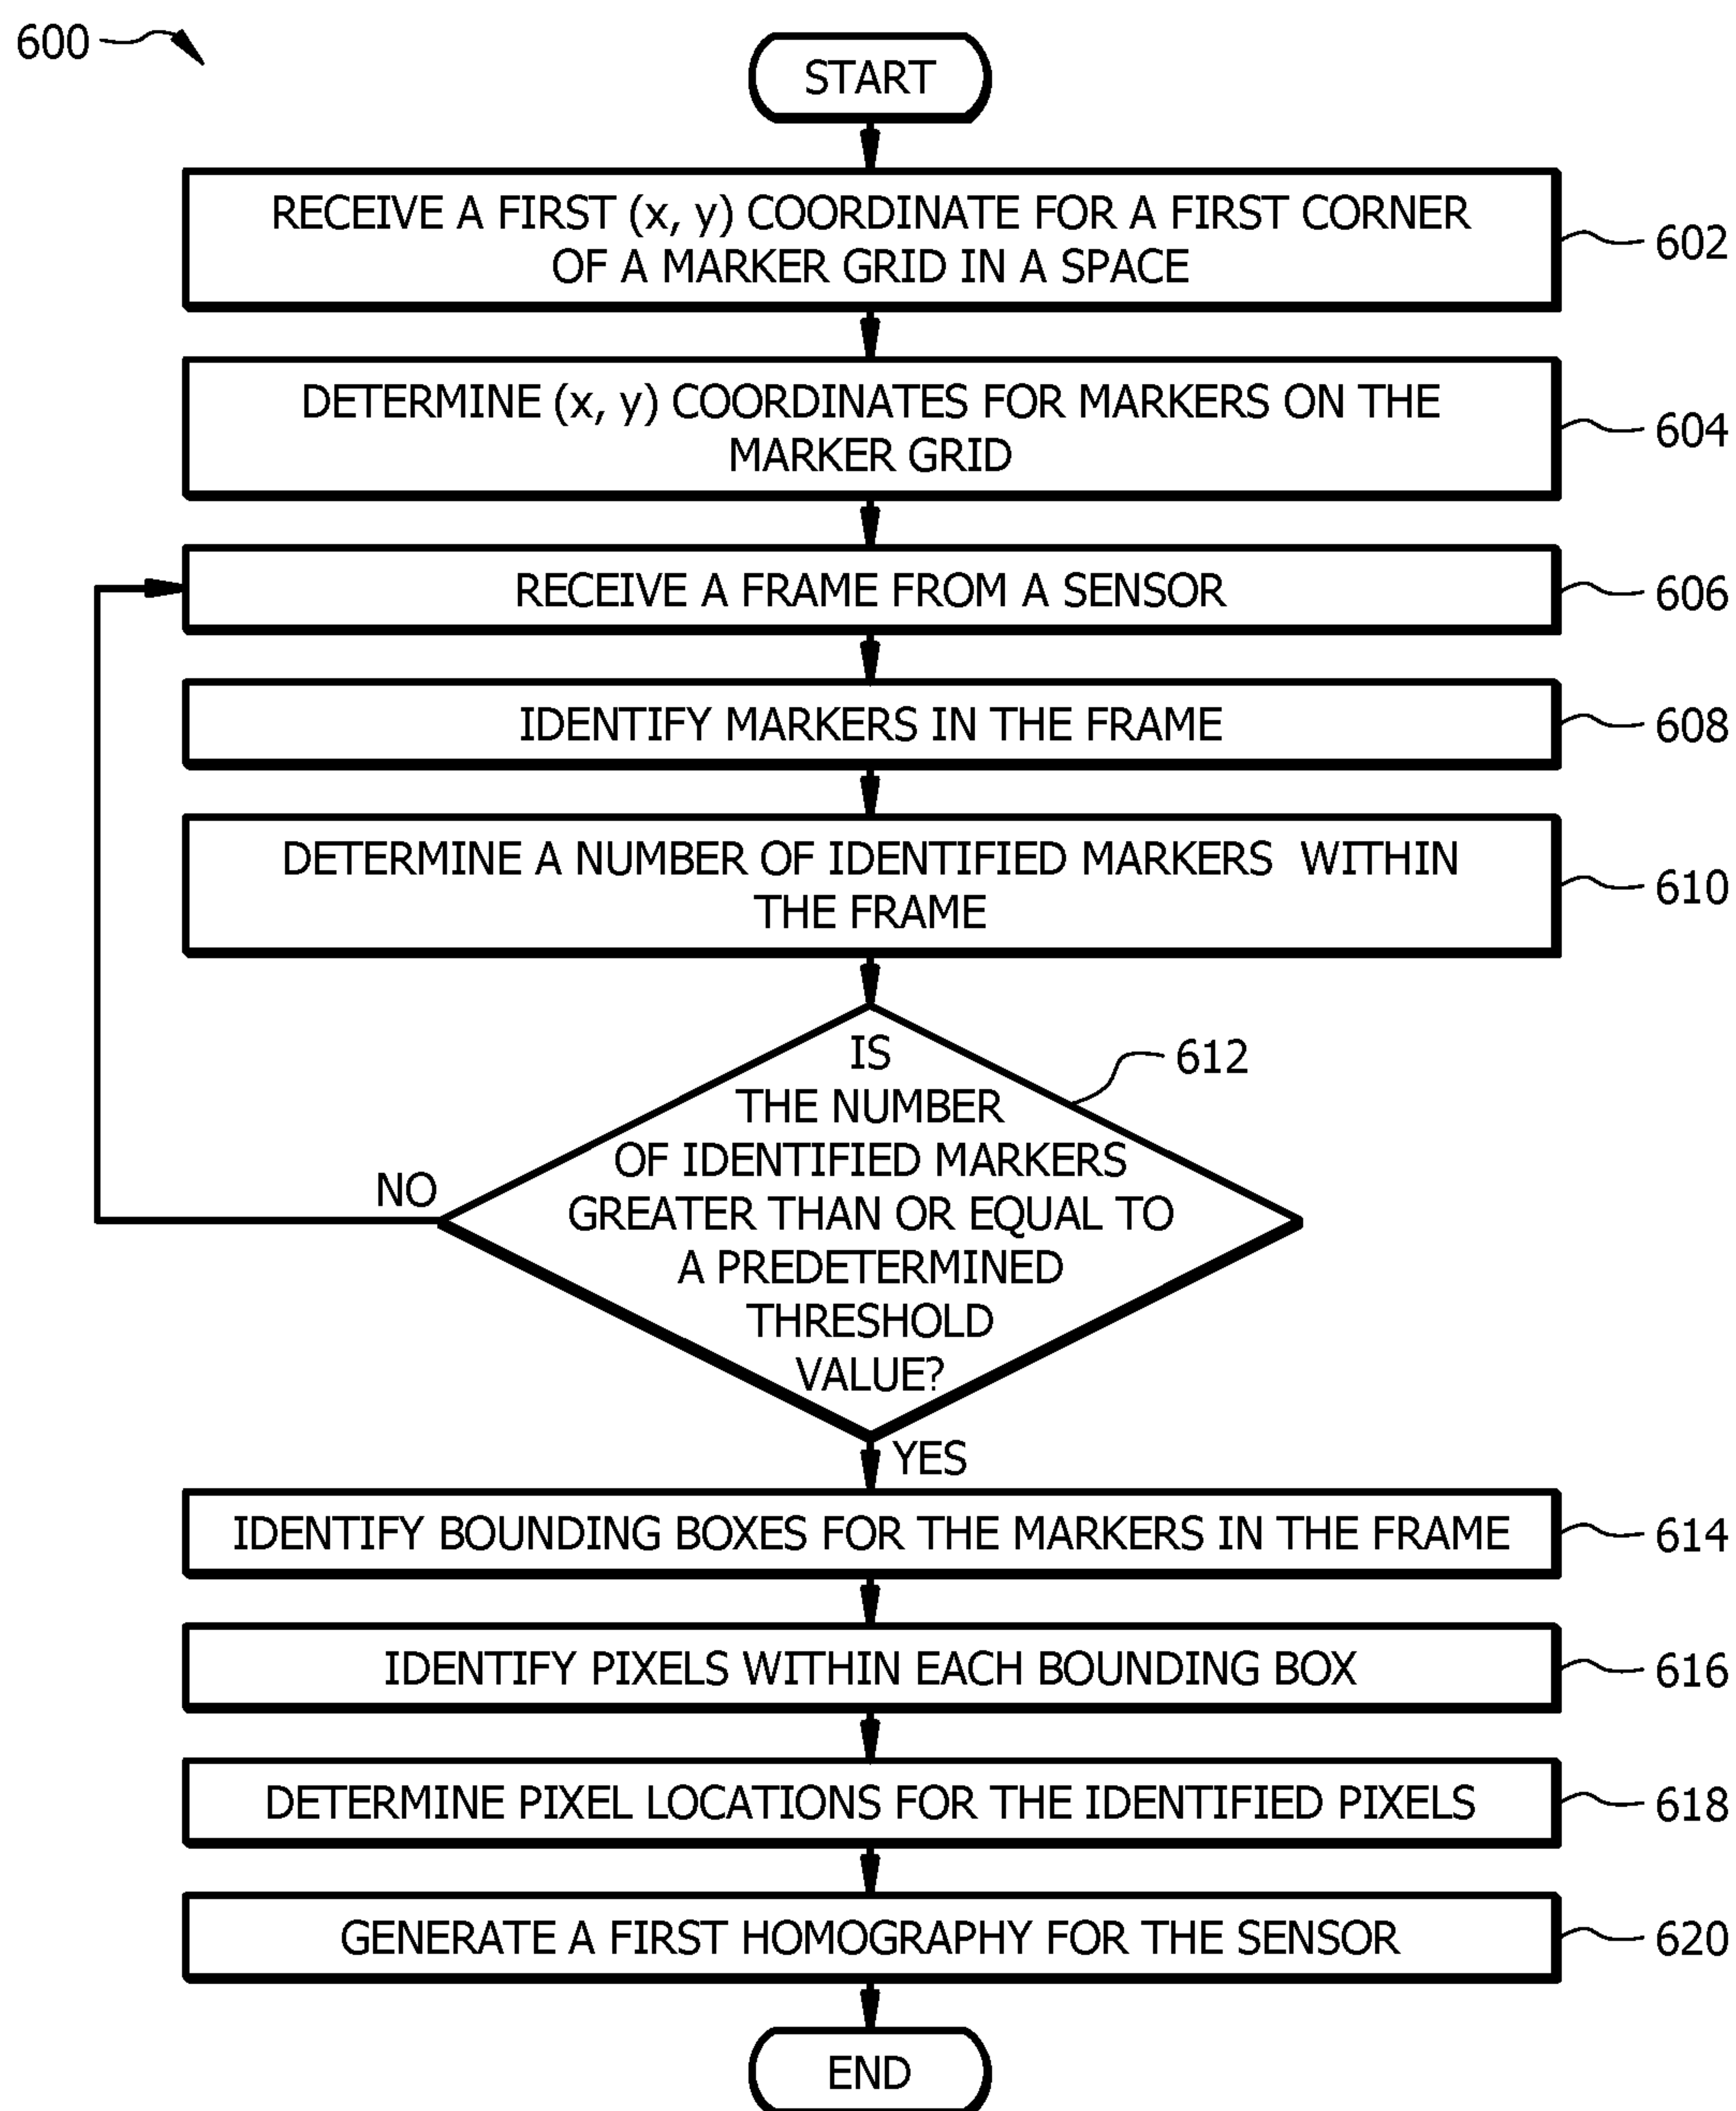 600
START
RECEIVE A FIRST (x, y) COORDINATE FOR A FIRST CORNER
OF A MARKER GRID IN A SPACE
602
DETERMINE (x, y) COORDINATES FOR MARKERS ON THE
MARKER GRID
604
RECEIVE A FRAME FROM A SENSOR
606
IDENTIFY MARKERS IN THE FRAME
608
DETERMINE A NUMBER OF IDENTIFIED MARKERS WITHIN
THE FRAME
610
IS
THE NUMBER
OF IDENTIFIED MARKERS
GREATER THAN OR EQUAL TO
A PREDETERMINED
THRESHOLD
VALUE?
612
NO
YES
IDENTIFY BOUNDING BOXES FOR THE MARKERS IN THE FRAME
614
IDENTIFY PIXELS WITHIN EACH BOUNDING BOX
616
DETERMINE PIXEL LOCATIONS FOR THE IDENTIFIED PIXELS
618
GENERATE A FIRST HOMOGRAPHY FOR THE SENSOR
620
END